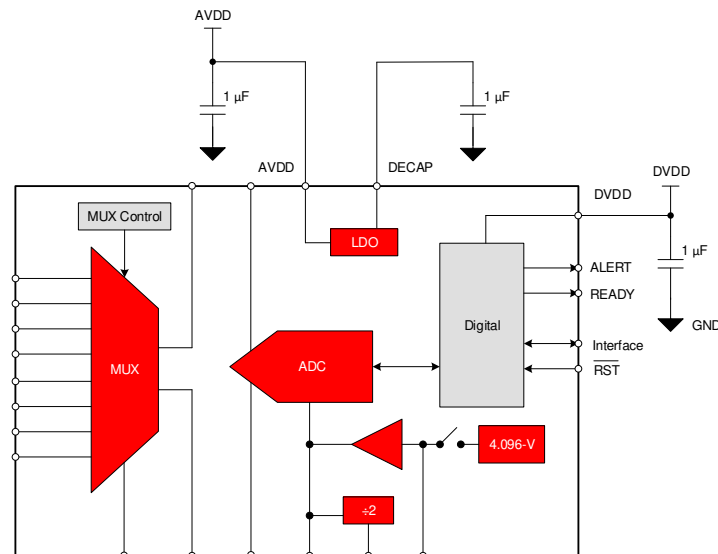 AVDD
1 µF
1 µF
AVDD
DECAP
DVDD
DVDD
MUX Control
LDO
1 µF
ALERT
READY
GND
Digital
Interface
MUX
ADC
RST
4.096-V
÷2